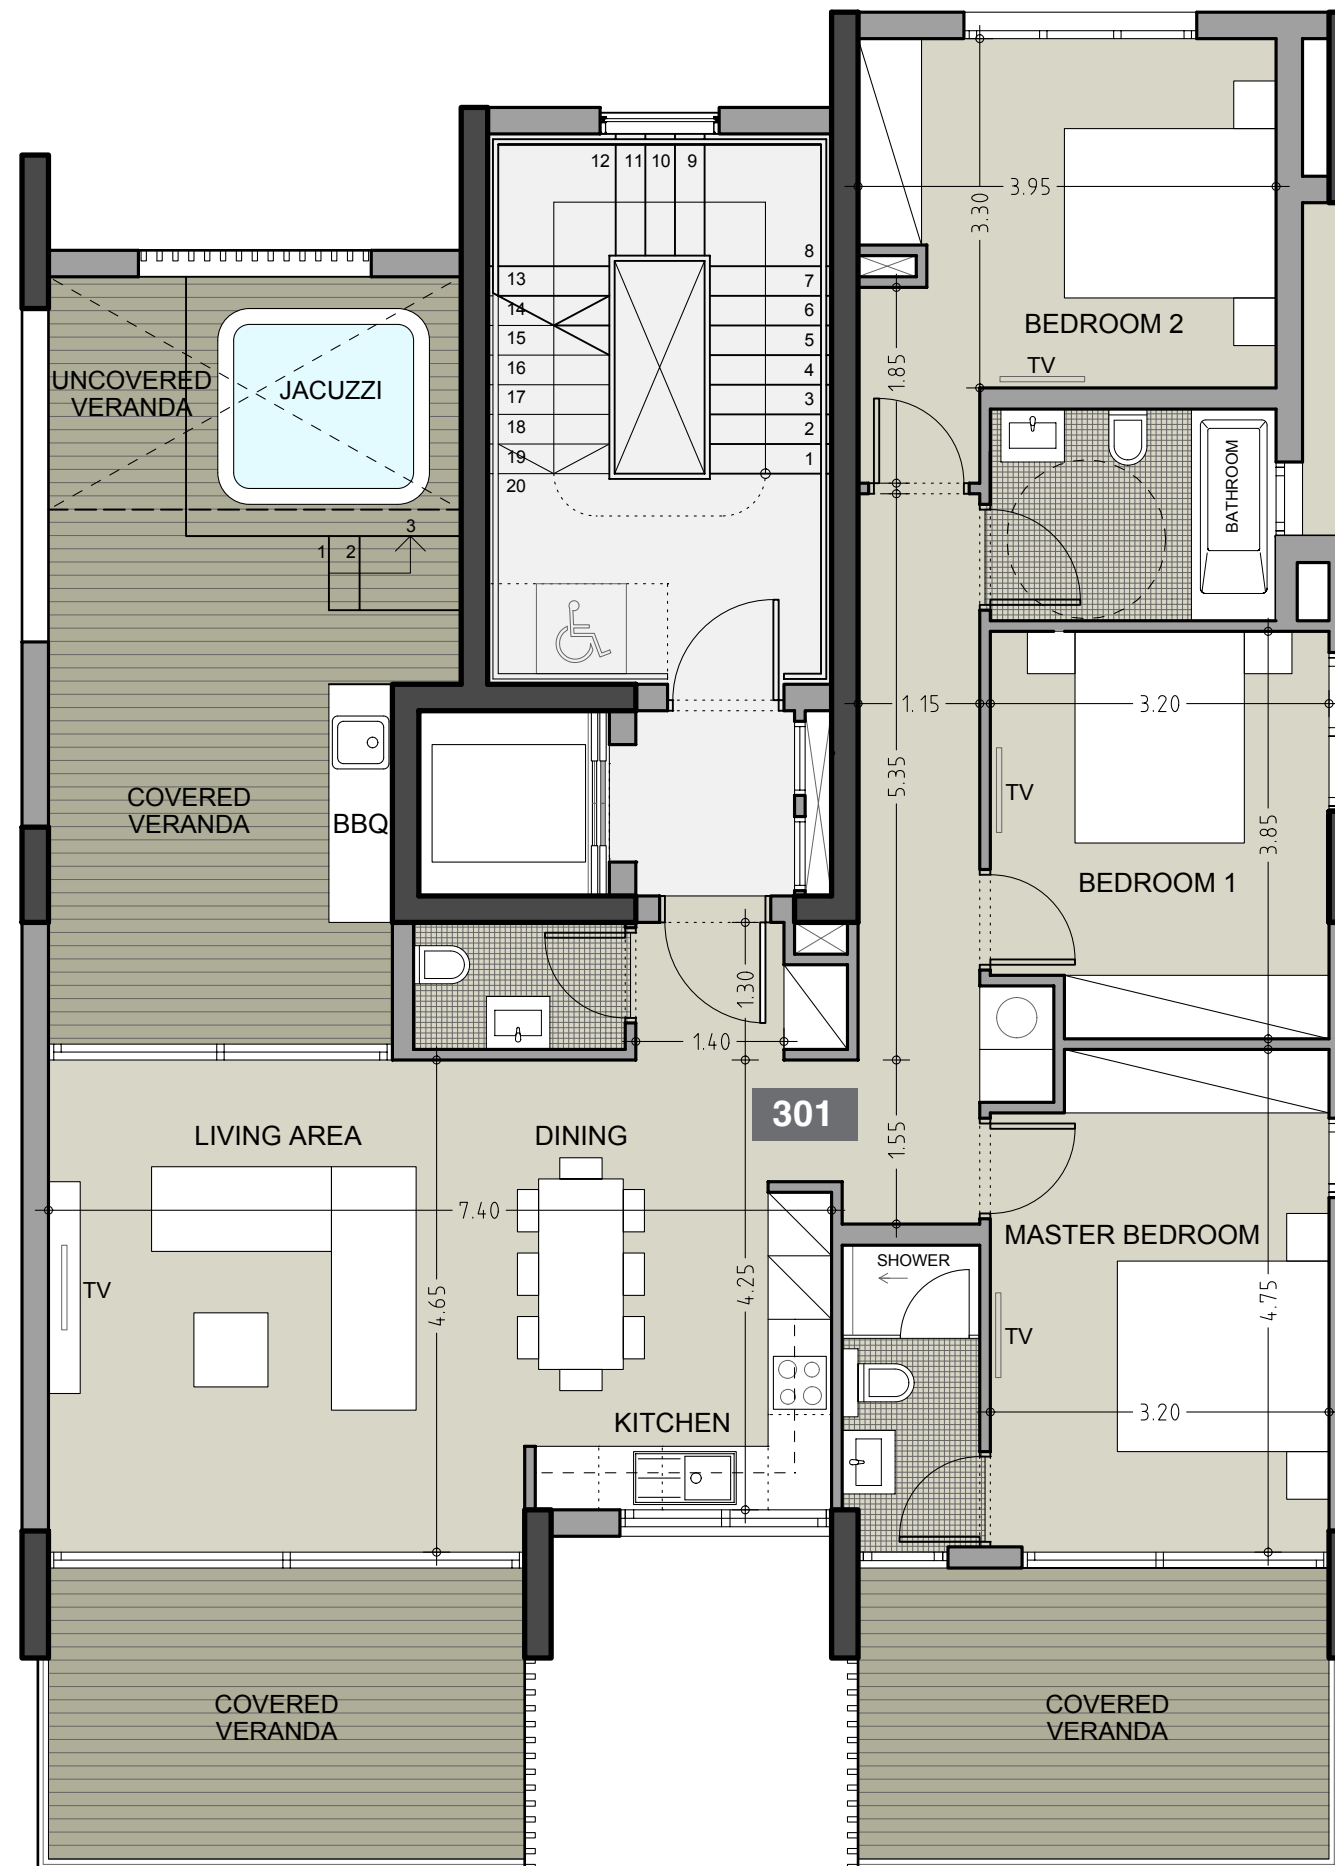 12 11 10 9
8
7
6
5
4
3
2
1
13
14
15
16
17
18
19
20
3.95
3.30
BEDROOM 2
TV
1.85
UNCOVERED
VERANDA
JACUZZI
1 2 3
BATHROOM
1.15
3.20
5.35
TV
3.85
BEDROOM 1
COVERED
VERANDA
BBQ
1.30
1.40
301
LIVING AREA
DINING
1.55
7.40
MASTER BEDROOM
SHOWER
TV
4.65
4.25
4.75
TV
KITCHEN
3.20
COVERED
VERANDA
COVERED
VERANDA